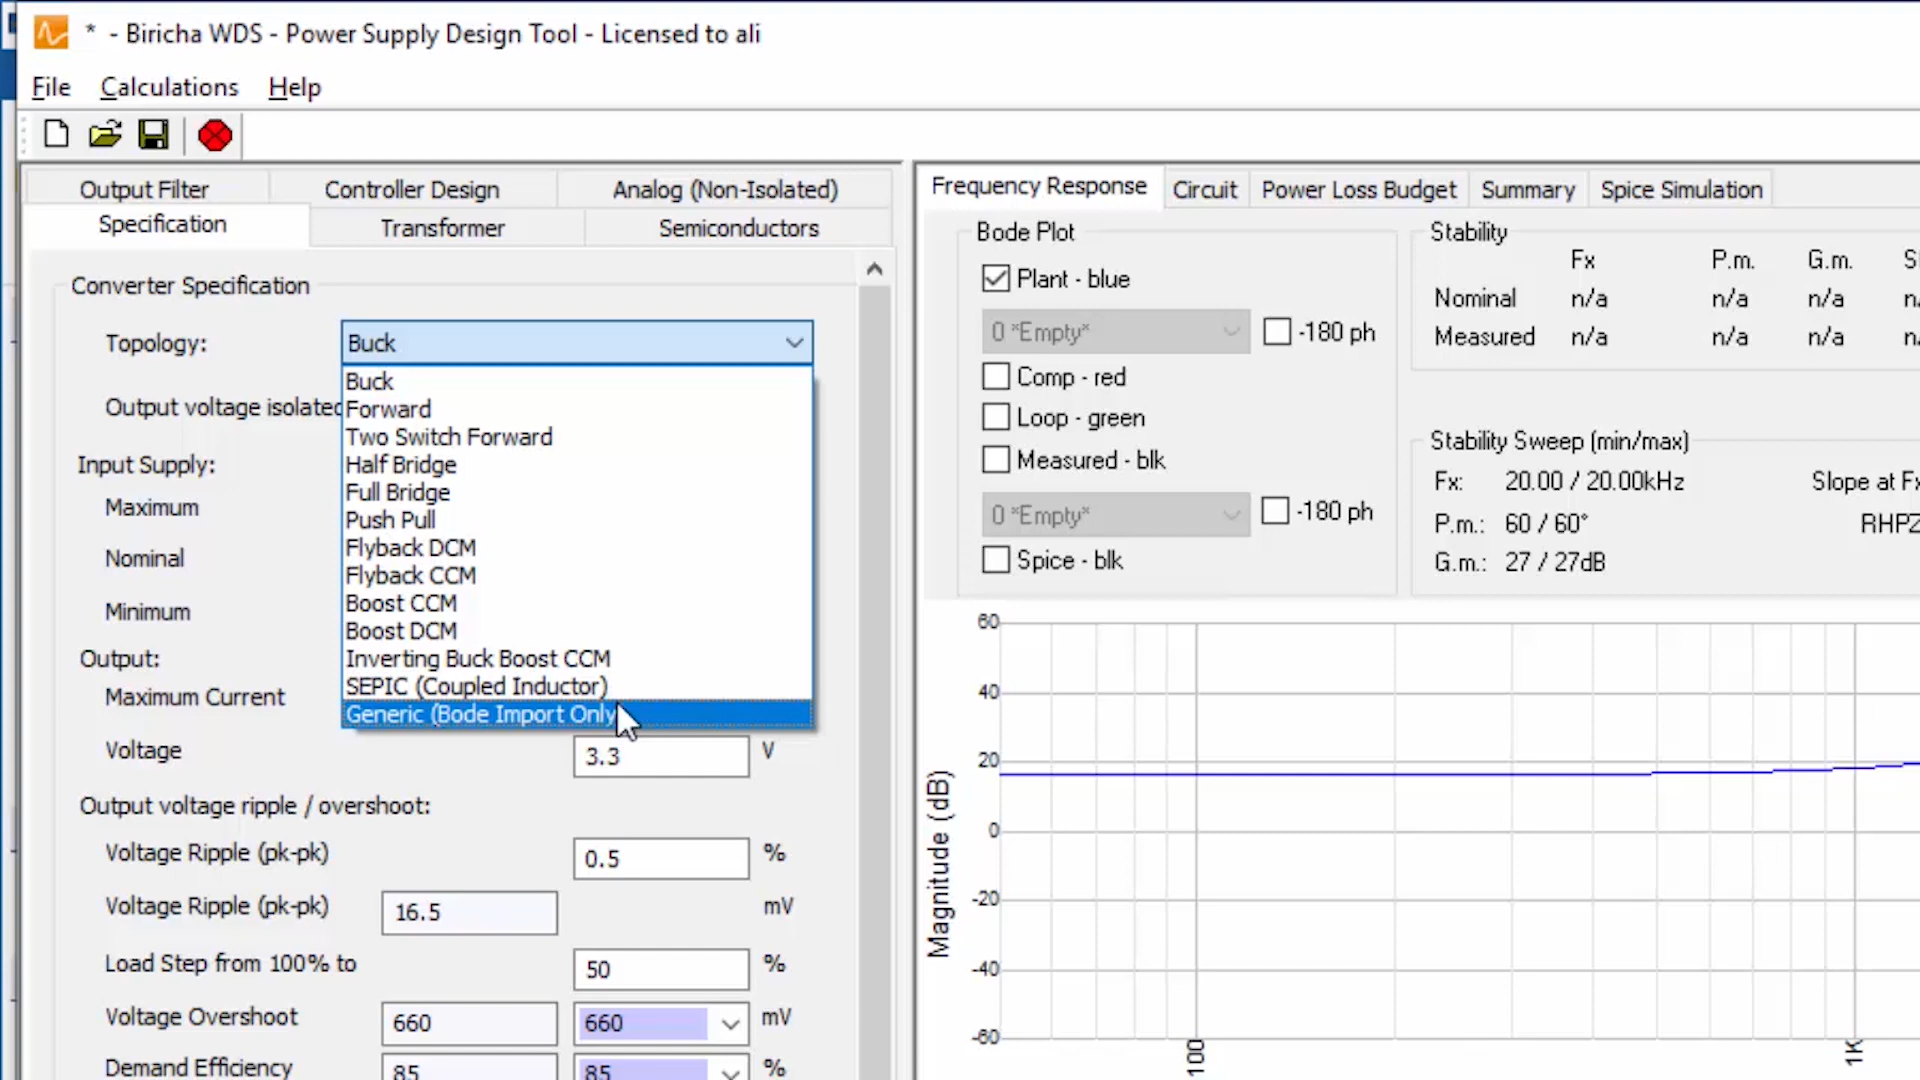 * - Biricha WDS - Power Supply Design Tool - Licensed to ali
File Calculations Help
Output Filter Controller Design Analog (Non-Isolated)
Specification Transformer Semiconductors
Converter Specification
Topology: Buck
Buck
Forward
Two Switch Forward
Half Bridge
Full Bridge
Push Pull
Flyback DCM
Flyback CCM
Boost CCM
Boost DCM
Inverting Buck Boost CCM
SEPIC (Coupled Inductor)
Generic (Bode Import Only
Output voltage isolated
Input Supply:
Maximum
Nominal
Minimum
Output:
Maximum Current
Voltage 3.3 V
Output voltage ripple / overshoot:
Voltage Ripple (pk-pk) 0.5 %
Voltage Ripple (pk-pk) 16.5 mV
Load Step from 100% to 50 %
Voltage Overshoot 660 660 mV
Demand Efficiency 85 85 %
Frequency Response Circuit Power Loss Budget Summary Spice Simulation
Bode Plot
Plant - blue
0 *Empty* -180 ph
Comp - red
Loop - green
Measured - blk
0 *Empty* -180 ph
Spice - blk
Stability
Fx P.m. G.m.
Nominal n/a n/a n/a
Measured n/a n/a n/a
Stability Sweep (min/max)
Fx: 20.00 / 20.00kHz Slope at
P.m.: 60 / 60° RHPZ
G.m.: 27 / 27dB
Magnitude (dB)
60
40
20
0
-20
-40
-60
100 1K